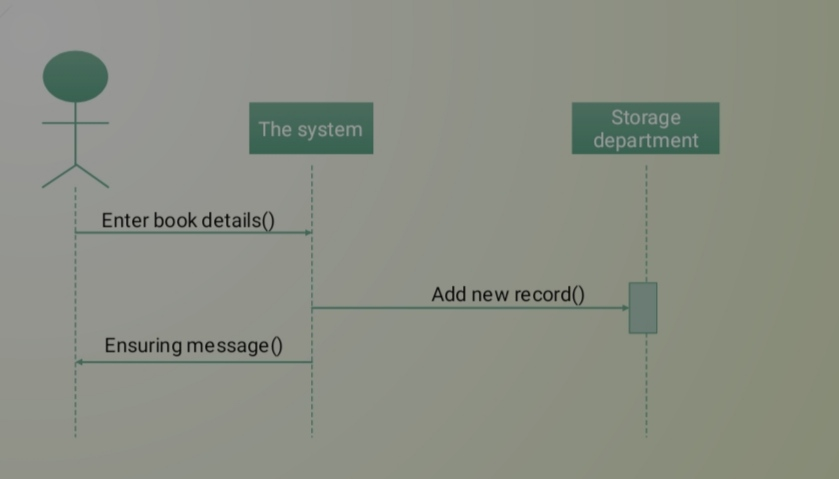 The system
Storage
department
Enter book details()
Add new record()
Ensuring message()